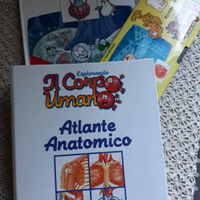 Esplorando
Il Corpo
Umano
Atlante
Anatomico